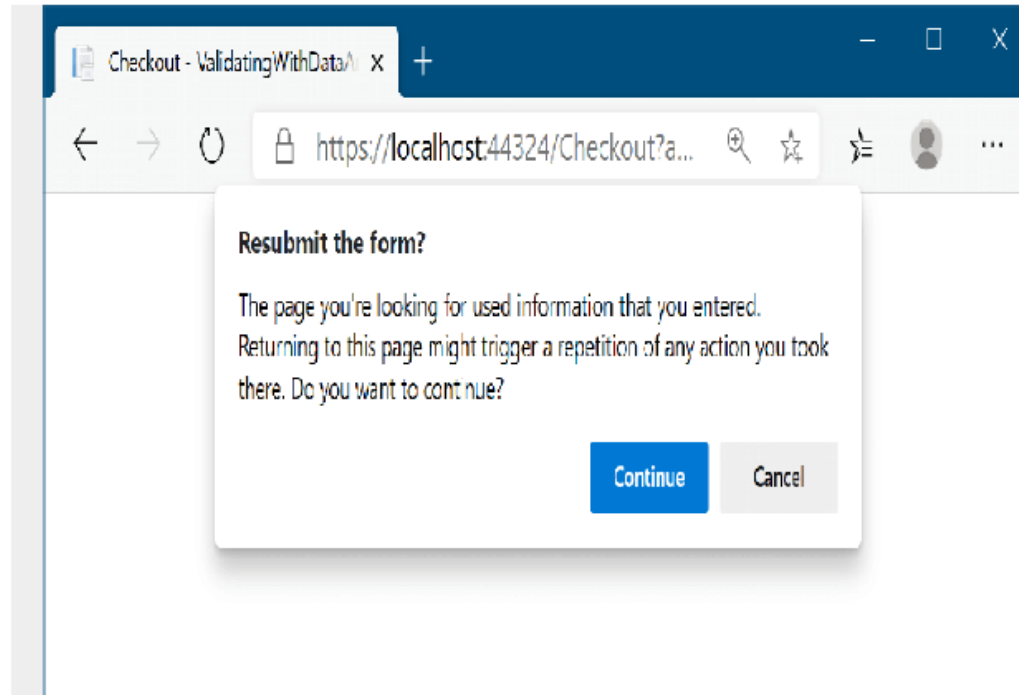 Checkout - ValidatingWithDataA
https://localhost:44324/Checkout?a...
Resubmit the form?
The page you're looking for used information that you entered.
Returning to this page might trigger a repetition of any action you took
there. Do you want to continue?
Continue Cancel